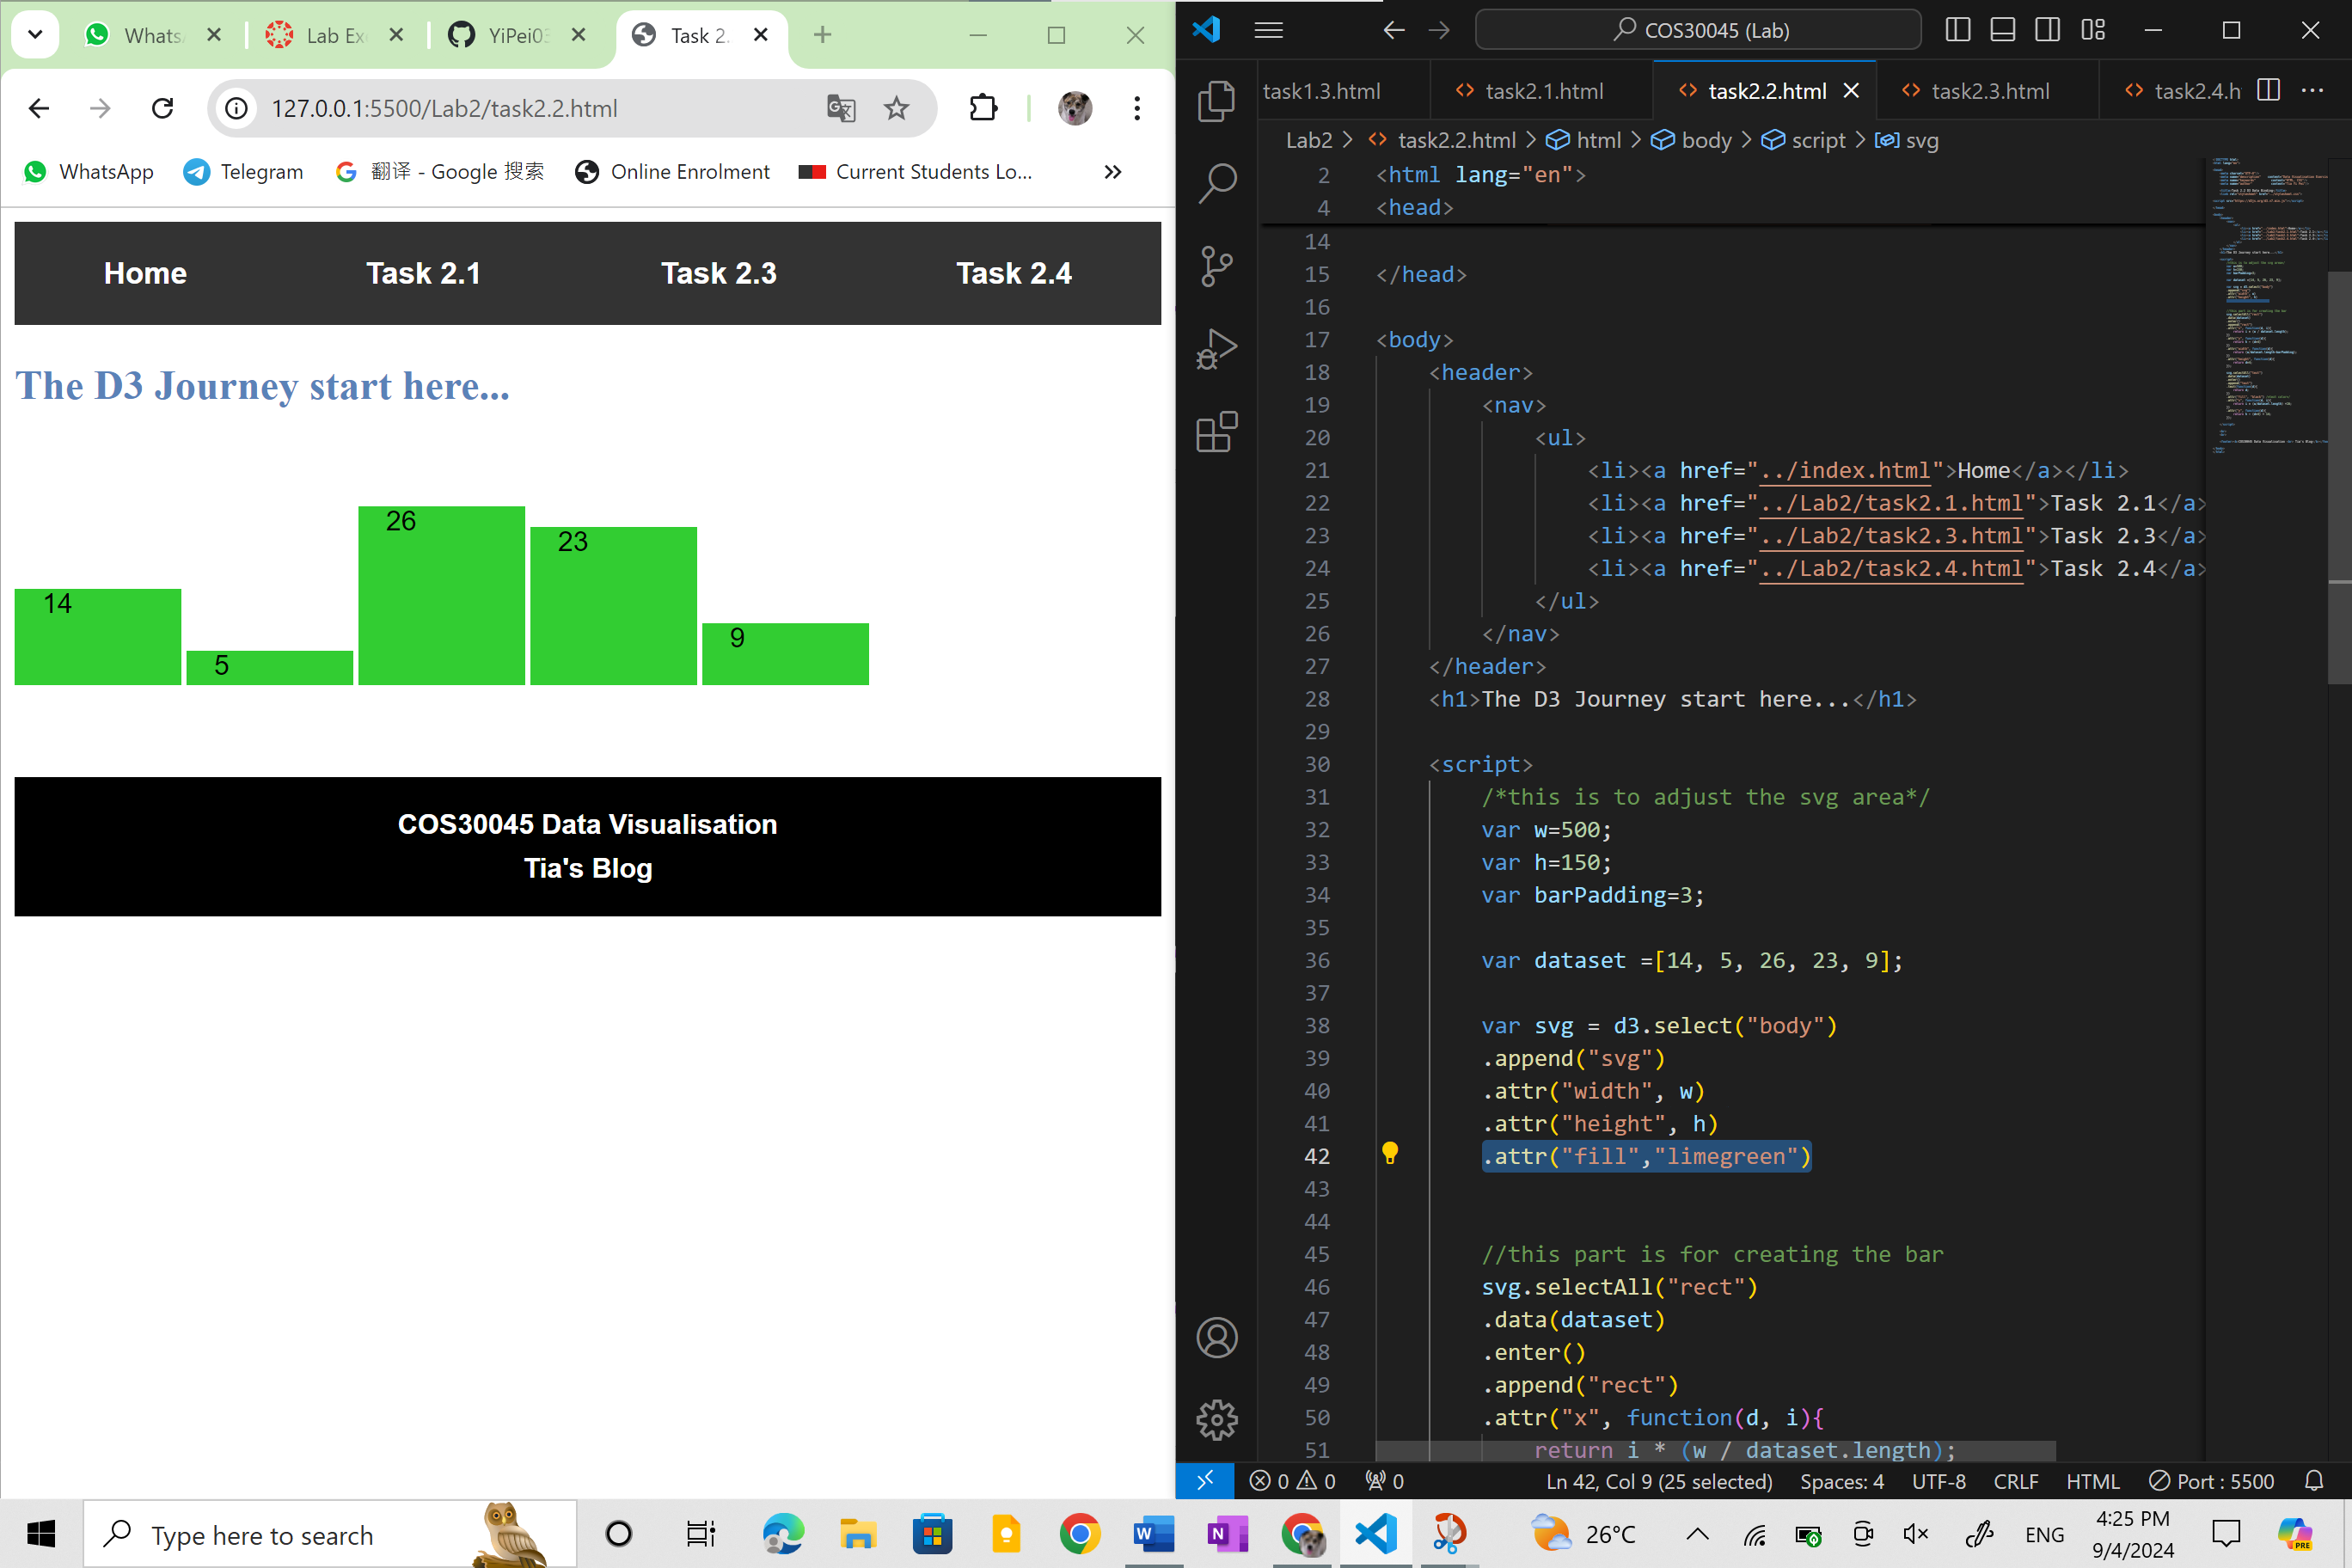 Whats
Lab Ex
YiPei03
Task 2.
127.0.0.1:5500/Lab2/task2.2.html
WhatsApp
Telegram
翻译 - Google 搜索
Online Enrolment
Current Students Lo...
Home
Task 2.1
Task 2.3
Task 2.4
The D3 Journey start here...
14
5
26
23
9
COS30045 Data Visualisation
Tia's Blog
COS30045 (Lab)
task1.3.html
task2.1.html
task2.2.html
task2.3.html
task2.4.h
Lab2 > task2.2.html > html > body > script > svg
2 <html lang="en">
4 <head>
14
15 </head>
16
17 <body>
18 <header>
19 <nav>
20 <ul>
21 <li><a href="../index.html">Home</a></li>
22 <li><a href="../Lab2/task2.1.html">Task 2.1</a>
23 <li><a href="../Lab2/task2.3.html">Task 2.3</a>
24 <li><a href="../Lab2/task2.4.html">Task 2.4</a>
25 </ul>
26 </nav>
27 </header>
28 <h1>The D3 Journey start here...</h1>
29
30 <script>
31 /*this is to adjust the svg area*/
32 var w=500;
33 var h=150;
34 var barPadding=3;
35
36 var dataset =[14, 5, 26, 23, 9];
37
38 var svg = d3.select("body")
39 .append("svg")
40 .attr("width", w)
41 .attr("height", h)
42 .attr("fill","limegreen")
43
44
45 //this part is for creating the bar
46 svg.selectAll("rect")
47 .data(dataset)
48 .enter()
49 .append("rect")
50 .attr("x", function(d, i){
51 return i * (w / dataset.length);
0 0 0
Ln 42, Col 9 (25 selected)
Spaces: 4
UTF-8
CRLF
HTML
Port : 5500
Type here to search
26°C
ENG
4:25 PM
9/4/2024
PRE